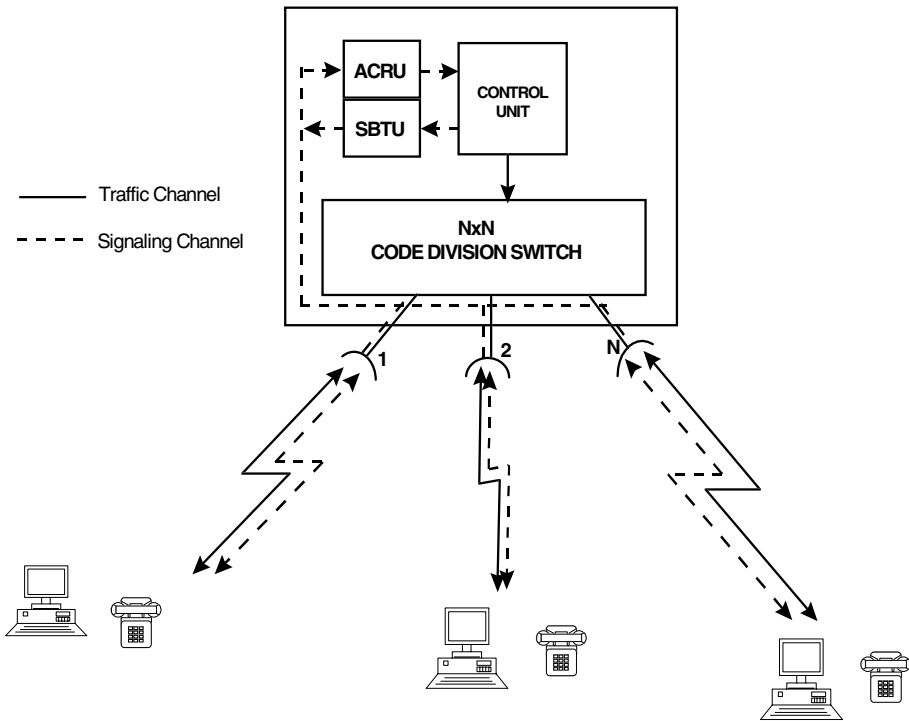 ACRU
SBTU
CONTROL
UNIT
Traffic Channel
Signaling Channel
NxN
CODE DIVISION SWITCH
1
2
N